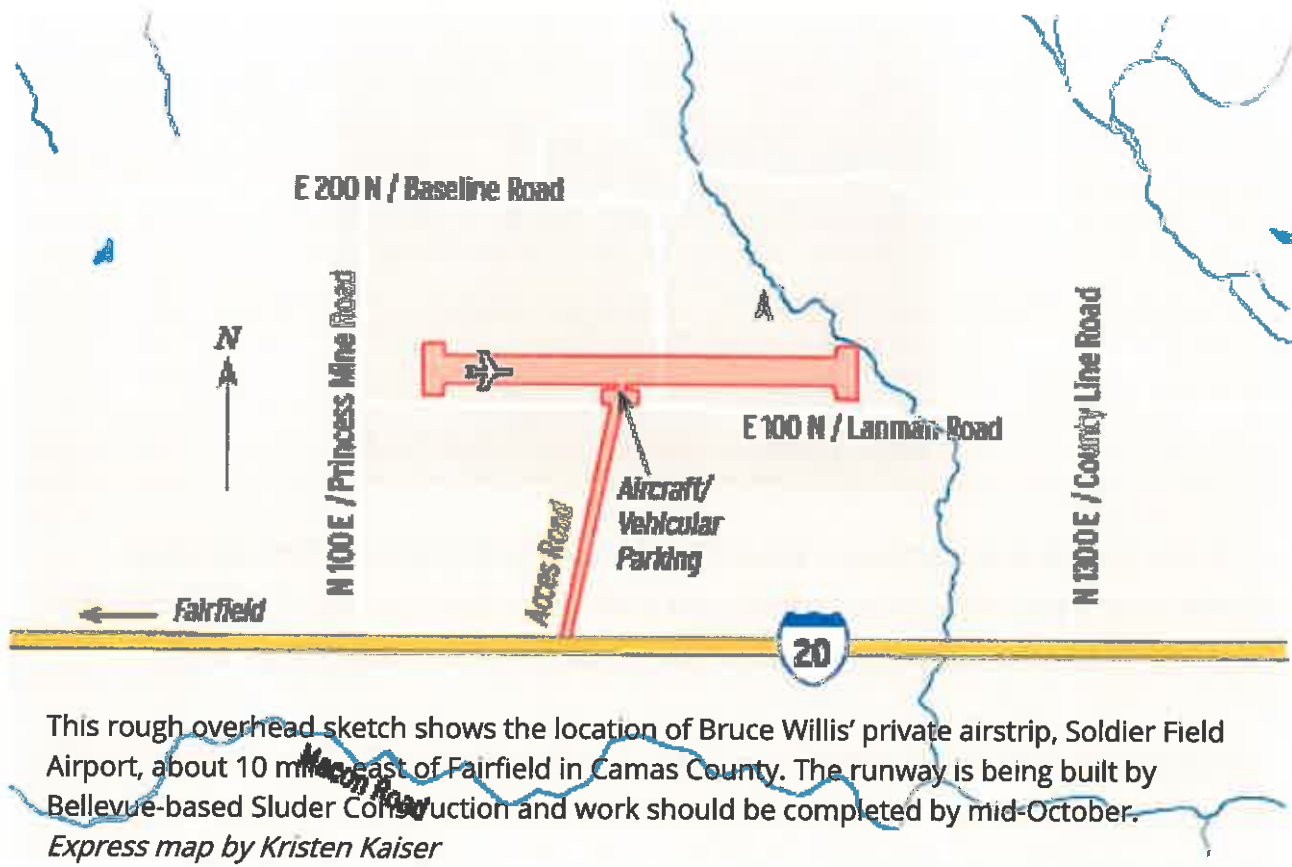 E 200 N / Baseline Road
N 100 E / Princess Mine Road
N
E 100 N / Lanman Road
N 1300 E / County Line Road
Aircraft/
Vehicular
Parking
Acces Road
Fairfield
20
This rough overhead sketch shows the location of Bruce Willis’ private airstrip, Soldier Field
Airport, about 10 miles east of Fairfield in Camas County. The runway is being built by
Macon Road
Bellevue-based Sluder Construction and work should be completed by mid-October.
Express map by Kristen Kaiser